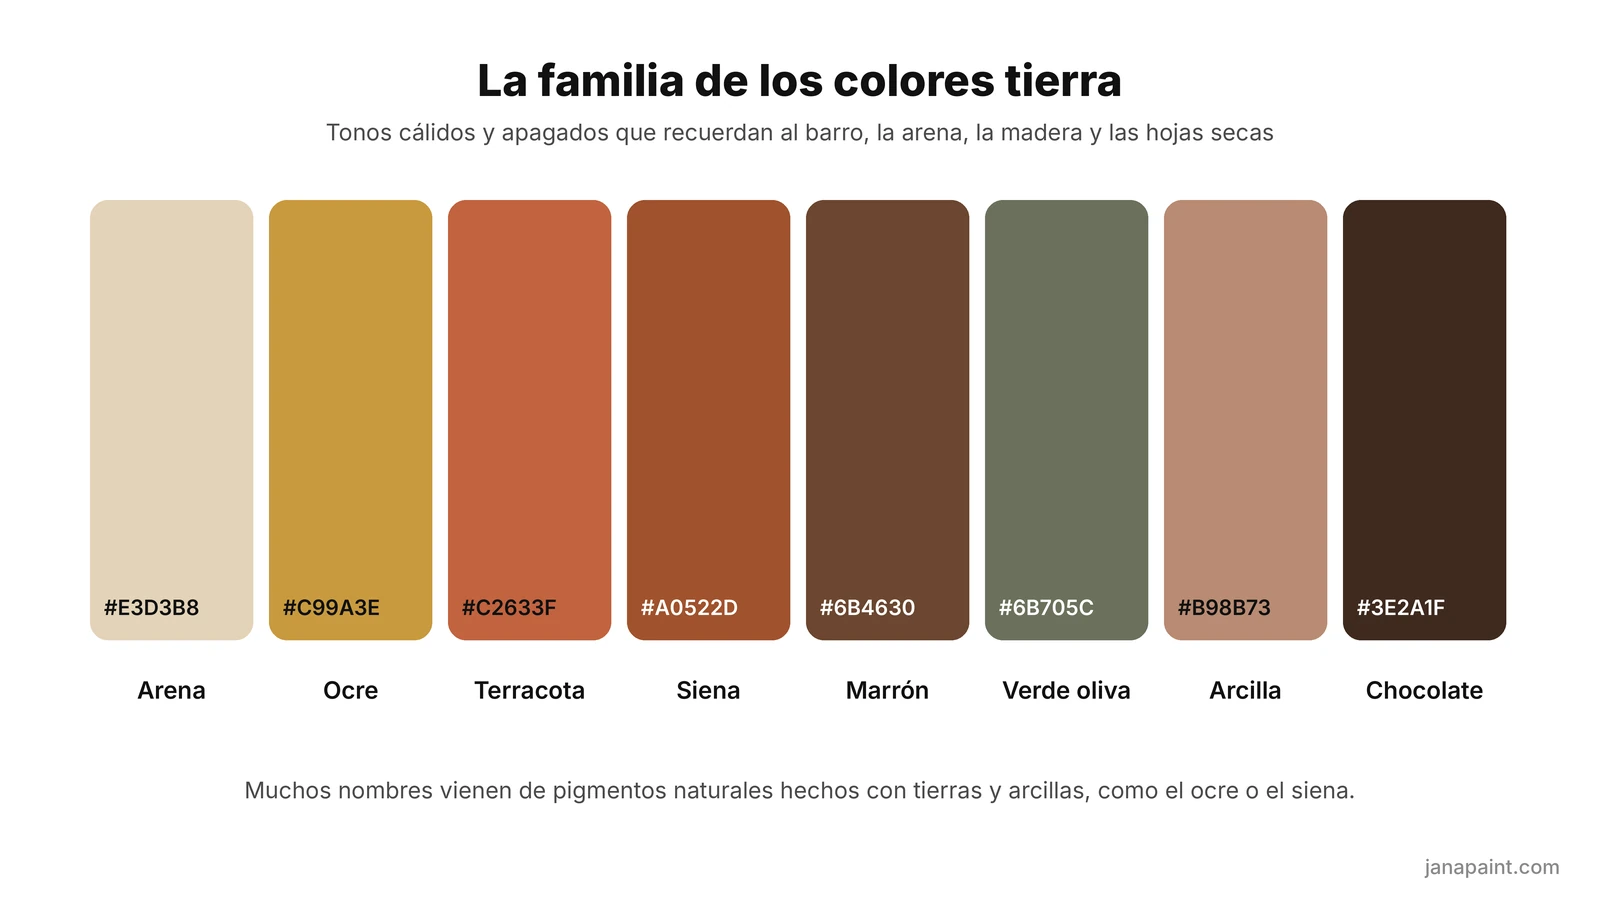 La familia de los colores tierra
Tonos cálidos y apagados que recuerdan al barro, la arena, la madera y las hojas secas
#E3D3B8 #C99A3E #C2633F #A0522D #6B4630 #6B705C #B98B73 #3E2A1F
Arena Ocre Terracota Siena Marrón Verde oliva Arcilla Chocolate
Muchos nombres vienen de pigmentos naturales hechos con tierras y arcillas, como el ocre o el siena.
janapaint.com